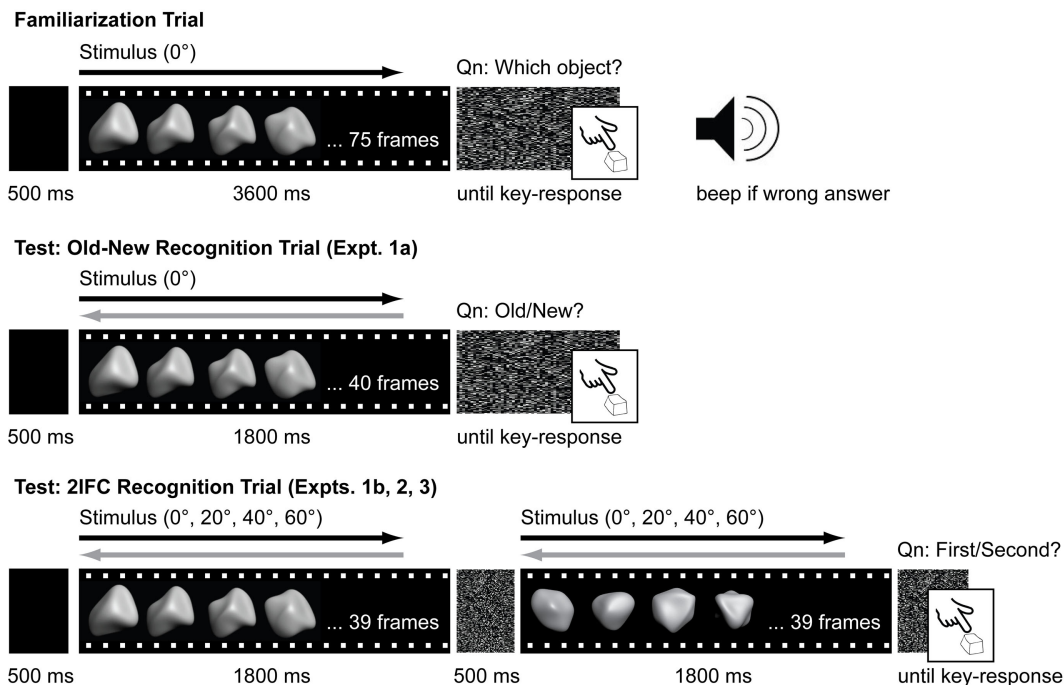 Familiarization Trial
Stimulus (0°)
Qn: Which object?
... 75 frames
500 ms
3600 ms
until key-response
beep if wrong answer
Test: Old-New Recognition Trial (Expt. 1a)
Stimulus (0°)
Qn: Old/New?
... 40 frames
500 ms
1800 ms
until key-response
Test: 2IFC Recognition Trial (Expts. 1b, 2, 3)
Stimulus (0°, 20°, 40°, 60°)
Stimulus (0°, 20°, 40°, 60°)
Qn: First/Second?
... 39 frames
... 39 frames
500 ms
1800 ms
500 ms
1800 ms
until key-response